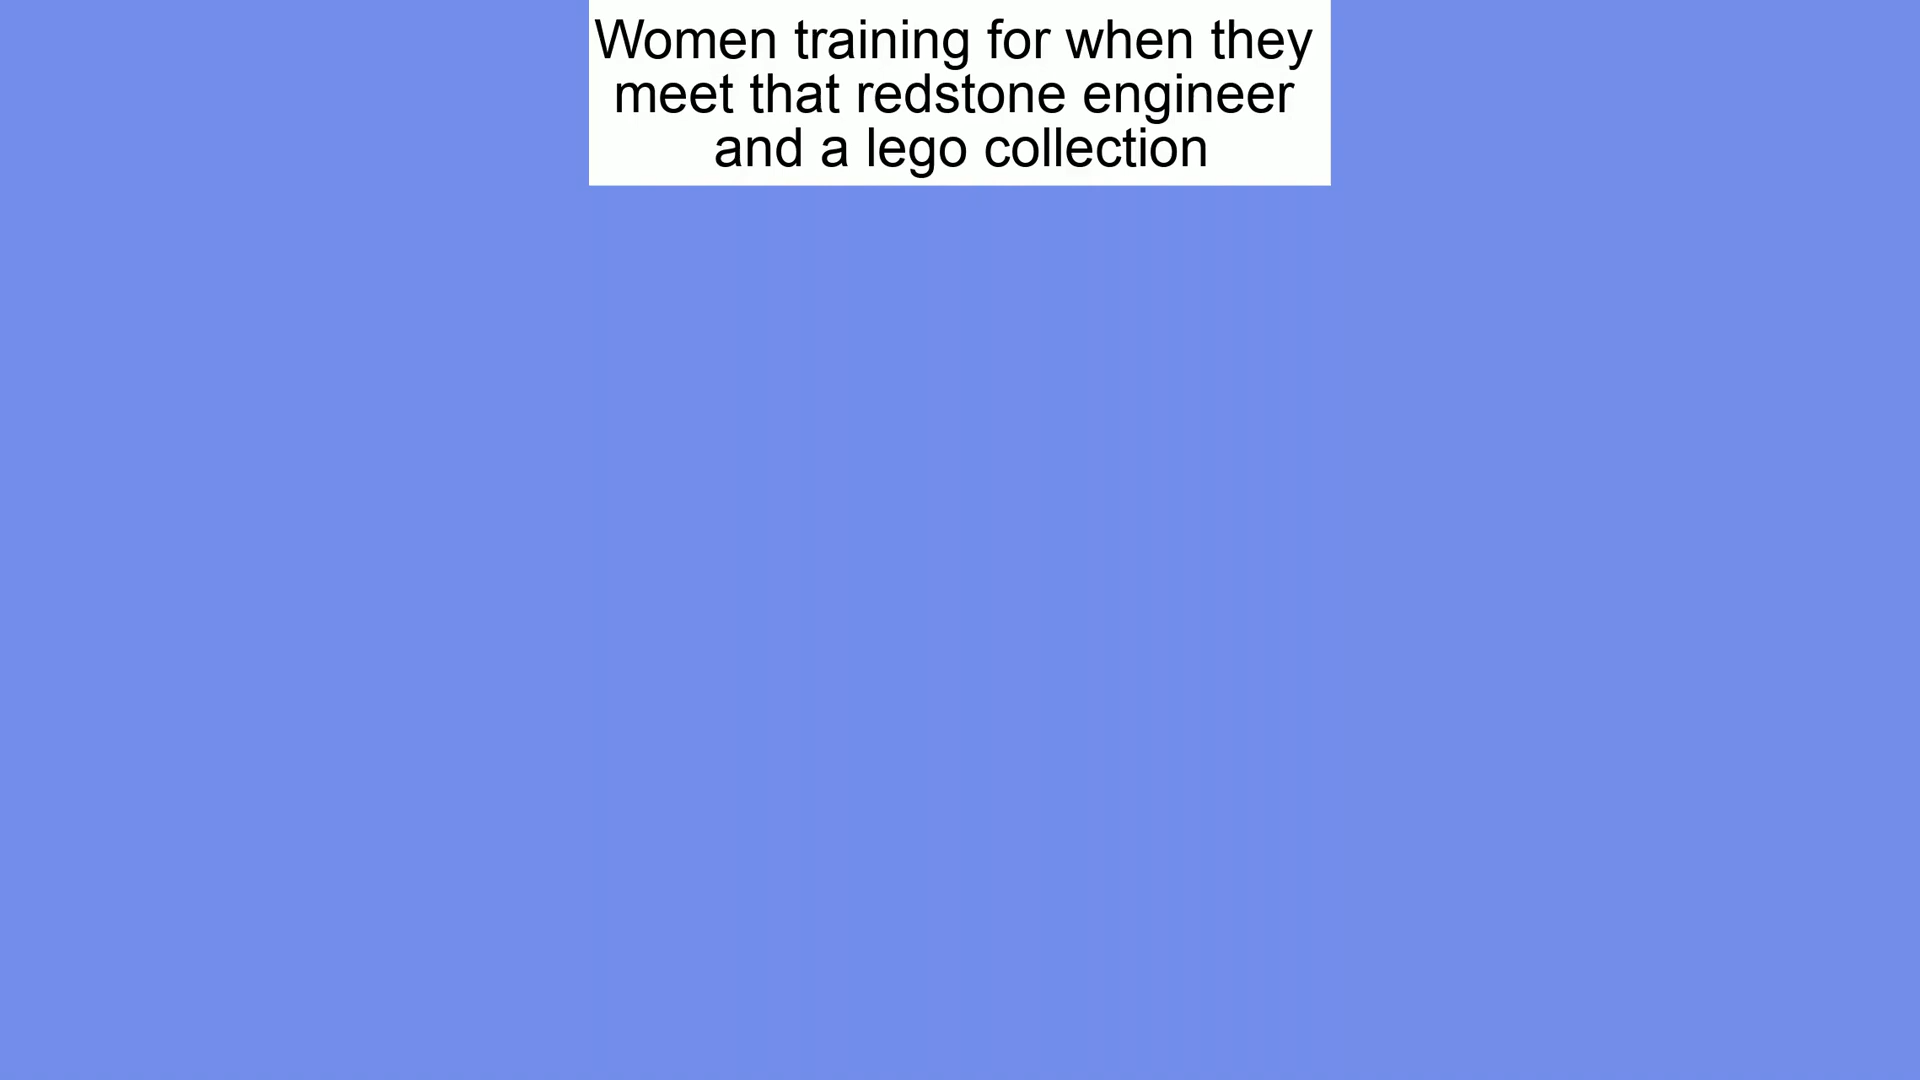 Women training for when they
meet that redstone engineer
and a lego collection